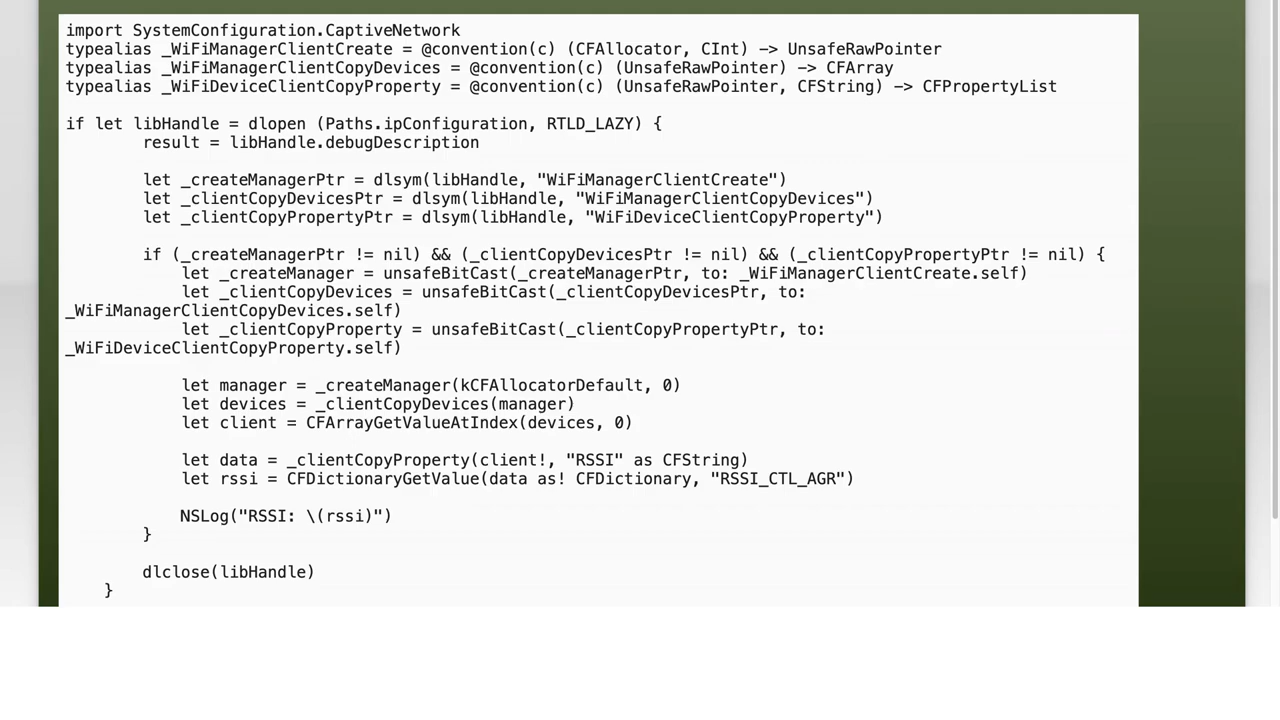 import SystemConfiguration.CaptiveNetwork
typealias _WiFiManagerClientCreate = @convention(c) (CFAllocator, CInt) -> UnsafeRawPointer
typealias _WiFiManagerClientCopyDevices = @convention(c) (UnsafeRawPointer) -> CFArray
typealias _WiFiDeviceClientCopyProperty = @convention(c) (UnsafeRawPointer, CFString) -> CFPropertyList

if let libHandle = dlopen (Paths.ipConfiguration, RTLD_LAZY) {
        result = libHandle.debugDescription

        let _createManagerPtr = dlsym(libHandle, "WiFiManagerClientCreate")
        let _clientCopyDevicesPtr = dlsym(libHandle, "WiFiManagerClientCopyDevices")
        let _clientCopyPropertyPtr = dlsym(libHandle, "WiFiDeviceClientCopyProperty")

        if (_createManagerPtr != nil) && (_clientCopyDevicesPtr != nil) && (_clientCopyPropertyPtr != nil) {
            let _createManager = unsafeBitCast(_createManagerPtr, to: _WiFiManagerClientCreate.self)
            let _clientCopyDevices = unsafeBitCast(_clientCopyDevicesPtr, to:
_WiFiManagerClientCopyDevices.self)
            let _clientCopyProperty = unsafeBitCast(_clientCopyPropertyPtr, to:
_WiFiDeviceClientCopyProperty.self)

            let manager = _createManager(kCFAllocatorDefault, 0)
            let devices = _clientCopyDevices(manager)
            let client = CFArrayGetValueAtIndex(devices, 0)

            let data = _clientCopyProperty(client!, "RSSI" as CFString)
            let rssi = CFDictionaryGetValue(data as! CFDictionary, "RSSI_CTL_AGR")

            NSLog("RSSI: \(rssi)")
        }

        dlclose(libHandle)
    }